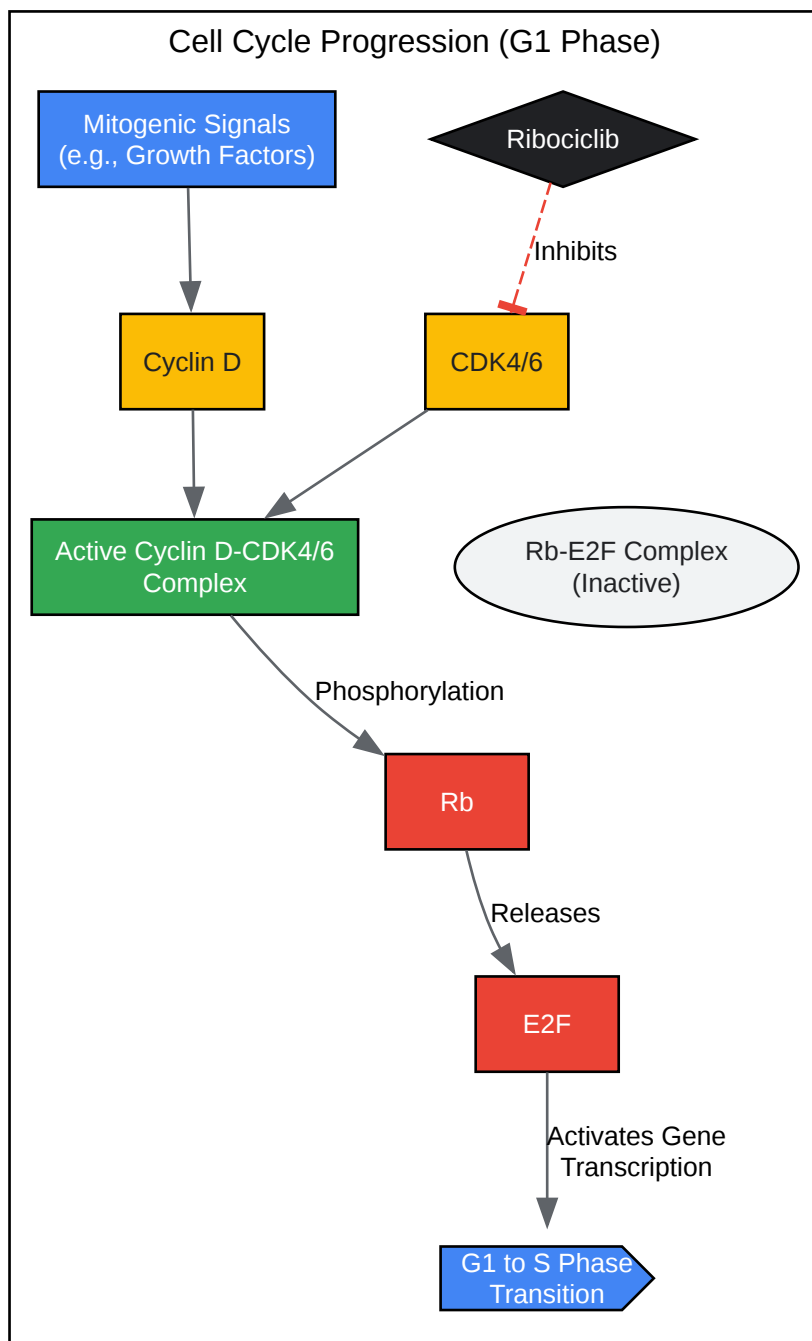 Cell Cycle Progression (G1 Phase)
Mitogenic Signals
(e.g., Growth Factors)
Ribociclib
Inhibits
Cyclin D
CDK4/6
Active Cyclin D-CDK4/6
Complex
Rb-E2F Complex
(Inactive)
Phosphorylation
Rb
Releases
E2F
Activates Gene
Transcription
G1 to S Phase
Transition